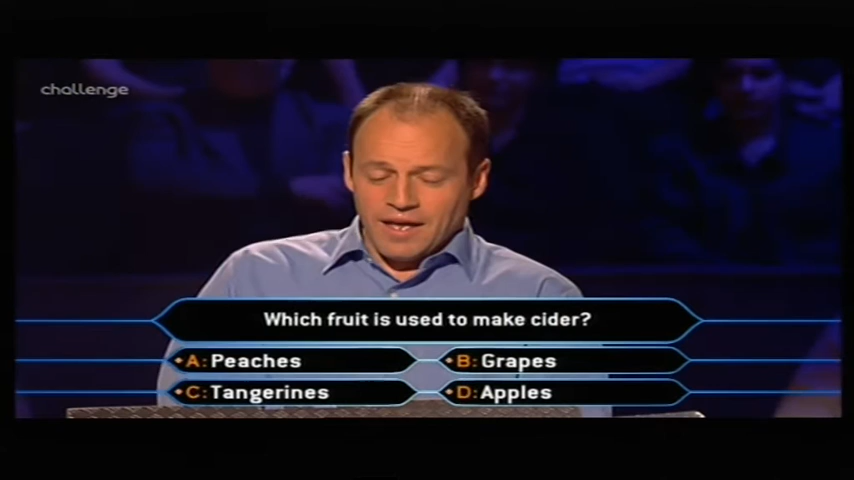 challenge
Which fruit is used to make cider?
A: Peaches
B: Grapes
C: Tangerines
D: Apples